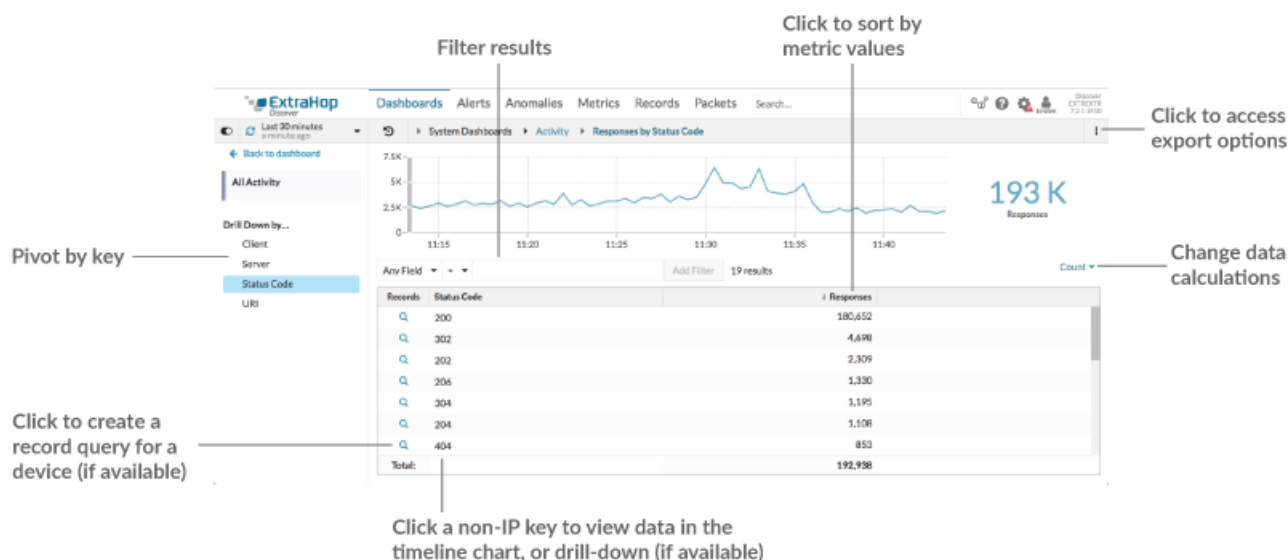 Click to sort by
metric values
Filter results
ExtraHop
Discover
Dashboards Alerts Anomalies Metrics Records Packets Search...
Discover
Last 30 minutes
a minute ago
System Dashboards Activity Responses by Status Code
Click to access
export options
Back to dashboard
All Activity
7.5K
5K
2.5K
0
11:15 11:20 11:25 11:30 11:35 11:40
193 K
Responses
Drill Down by...
Client
Server
Status Code
URI
Pivot by key
Any Field = Add Filter 19 results
Count
Change data
calculations
Records Status Code ↓ Responses
200 180,652
302 4,698
202 2,309
206 1,330
304 1,195
204 1,108
404 853
Total: 192,938
Click to create a
record query for a
device (if available)
Click a non-IP key to view data in the
timeline chart, or drill-down (if available)